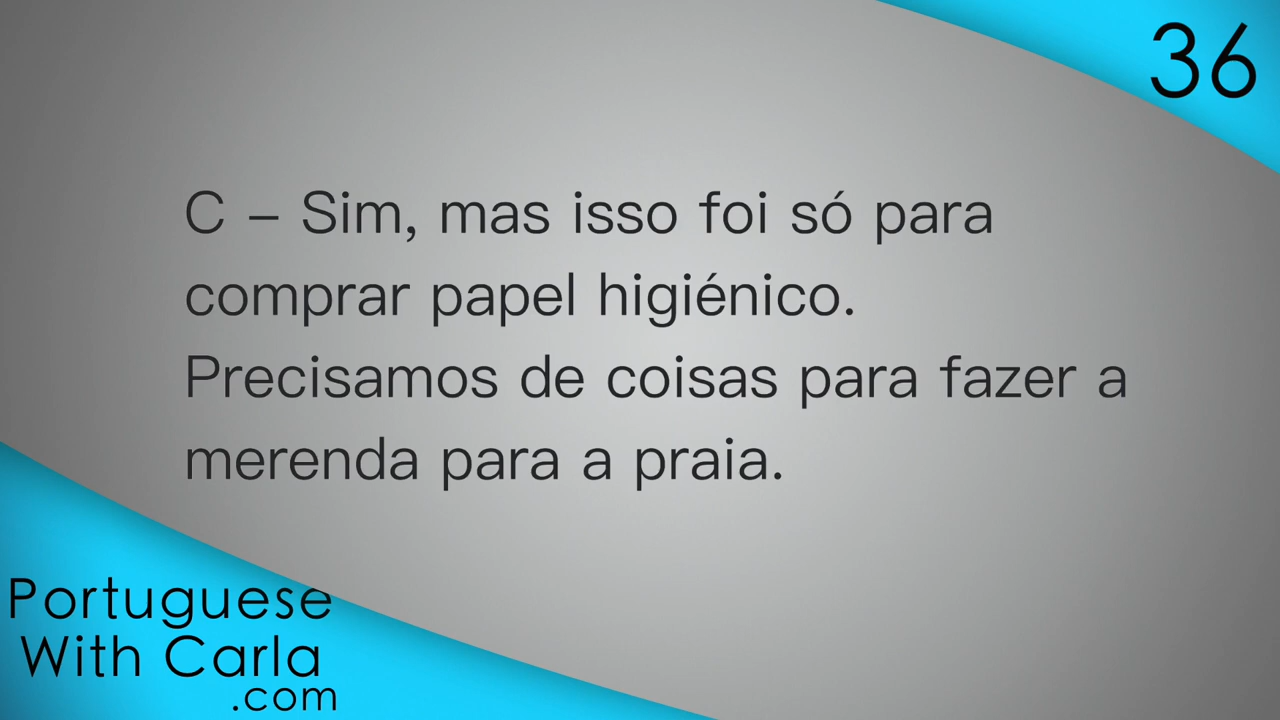 36
C – Sim, mas isso foi só para
comprar papel higiénico.
Precisamos de coisas para fazer a
merenda para a praia.
Portuguese
With Carla
.com